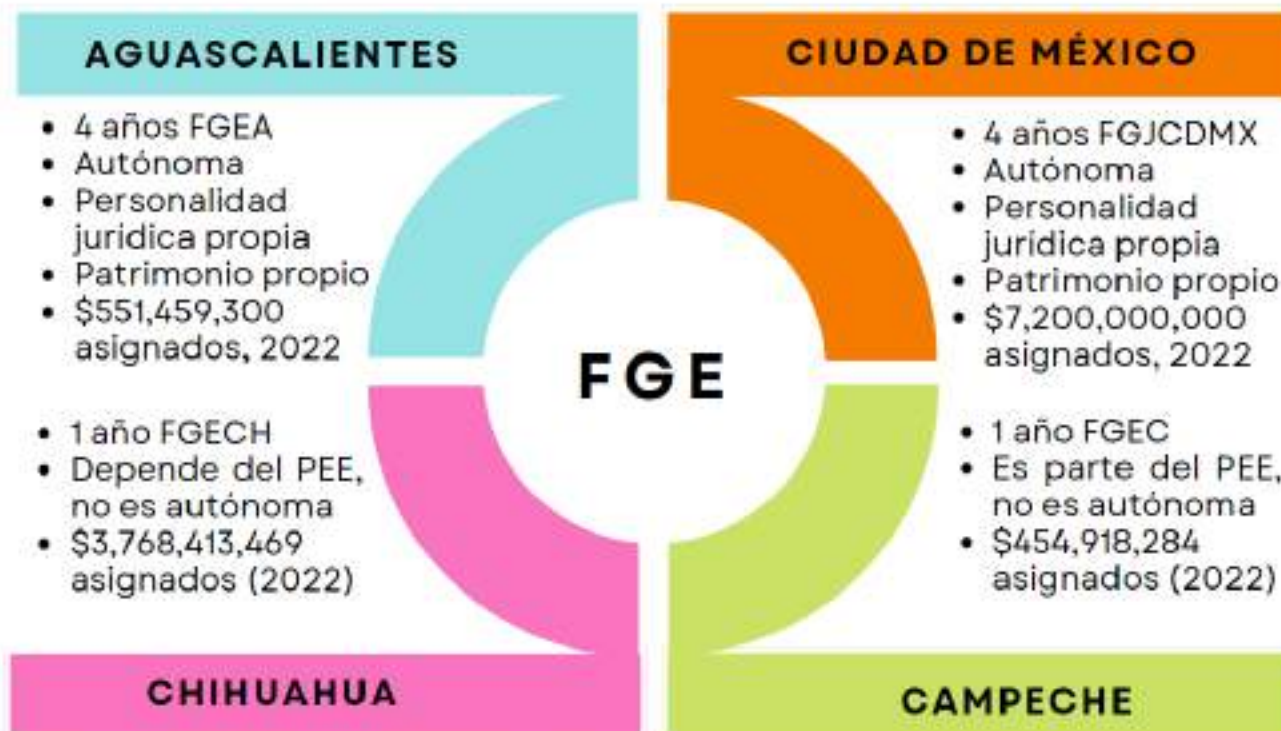 AGUASCALIENTES
• 4 años FGEA
• Autónoma
• Personalidad
jurídica propia
• Patrimonio propio
• $551,459,300
asignados, 2022
CIUDAD DE MÉXICO
• 4 años FGJCDMX
• Autónoma
• Personalidad
jurídica propia
• Patrimonio propio
• $7,200,000,000
asignados, 2022
FGE
• 1 año FGECH
• Depende del PEE,
no es autónoma
• $3,768,413,469
asignados (2022)
CHIHUAHUA
• 1 año FGEC
• Es parte del PEE,
no es autónoma
• $454,918,284
asignados (2022)
CAMPECHE